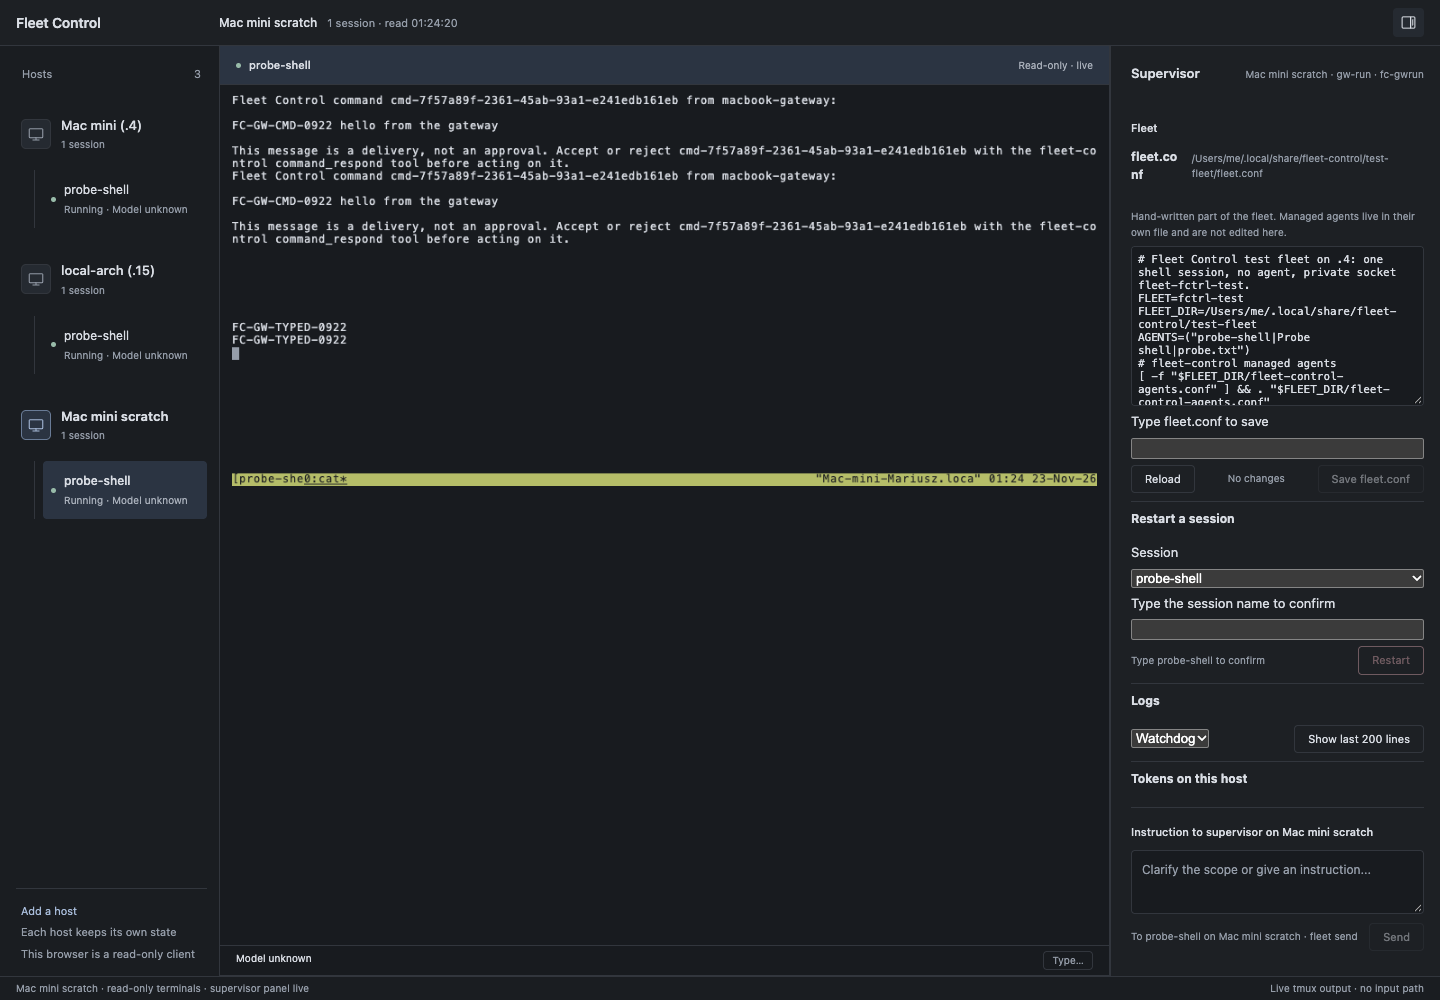 Fleet Control
Mac mini scratch 1 session · read 01:24:20
Hosts 3
Mac mini (.4)
1 session
probe-shell
Running · Model unknown
local-arch (.15)
1 session
probe-shell
Running · Model unknown
Mac mini scratch
1 session
probe-shell
Running · Model unknown
Add a host
Each host keeps its own state
This browser is a read-only client
probe-shell Read-only · live
Fleet Control command cmd-7f57a89f-2361-45ab-93a1-e241edb161eb from macbook-gateway:
FC-GW-CMD-0922 hello from the gateway
This message is a delivery, not an approval. Accept or reject cmd-7f57a89f-2361-45ab-93a1-e241edb161eb with the fleet-co
ntrol command_respond tool before acting on it.
Fleet Control command cmd-7f57a89f-2361-45ab-93a1-e241edb161eb from macbook-gateway:
FC-GW-CMD-0922 hello from the gateway
This message is a delivery, not an approval. Accept or reject cmd-7f57a89f-2361-45ab-93a1-e241edb161eb with the fleet-co
ntrol command_respond tool before acting on it.
FC-GW-TYPED-0922
FC-GW-TYPED-0922
[probe-she0:cat* "Mac-mini-Mariusz.loca" 01:24 23-Nov-26
Model unknown Type...
Supervisor Mac mini scratch · gw-run · fc-gwrun
Fleet
fleet.co
nf
/Users/me/.local/share/fleet-control/test-
fleet/fleet.conf
Hand-written part of the fleet. Managed agents live in their
own file and are not edited here.
# Fleet Control test fleet on .4: one
shell session, no agent, private socket
fleet-fctrl-test.
FLEET=fctrl-test
FLEET_DIR=/Users/me/.local/share/fleet-
control/test-fleet
AGENTS=("probe-shell|Probe
shell|probe.txt")
# fleet-control managed agents
[ -f "$FLEET_DIR/fleet-control-
agents.conf" ] && . "$FLEET_DIR/fleet-
control-agents.conf"
Type fleet.conf to save
Reload No changes Save fleet.conf
Restart a session
Session
probe-shell
Type the session name to confirm
Type probe-shell to confirm Restart
Logs
Watchdog Show last 200 lines
Tokens on this host
Instruction to supervisor on Mac mini scratch
Clarify the scope or give an instruction...
To probe-shell on Mac mini scratch · fleet send Send
Mac mini scratch · read-only terminals · supervisor panel live Live tmux output · no input path